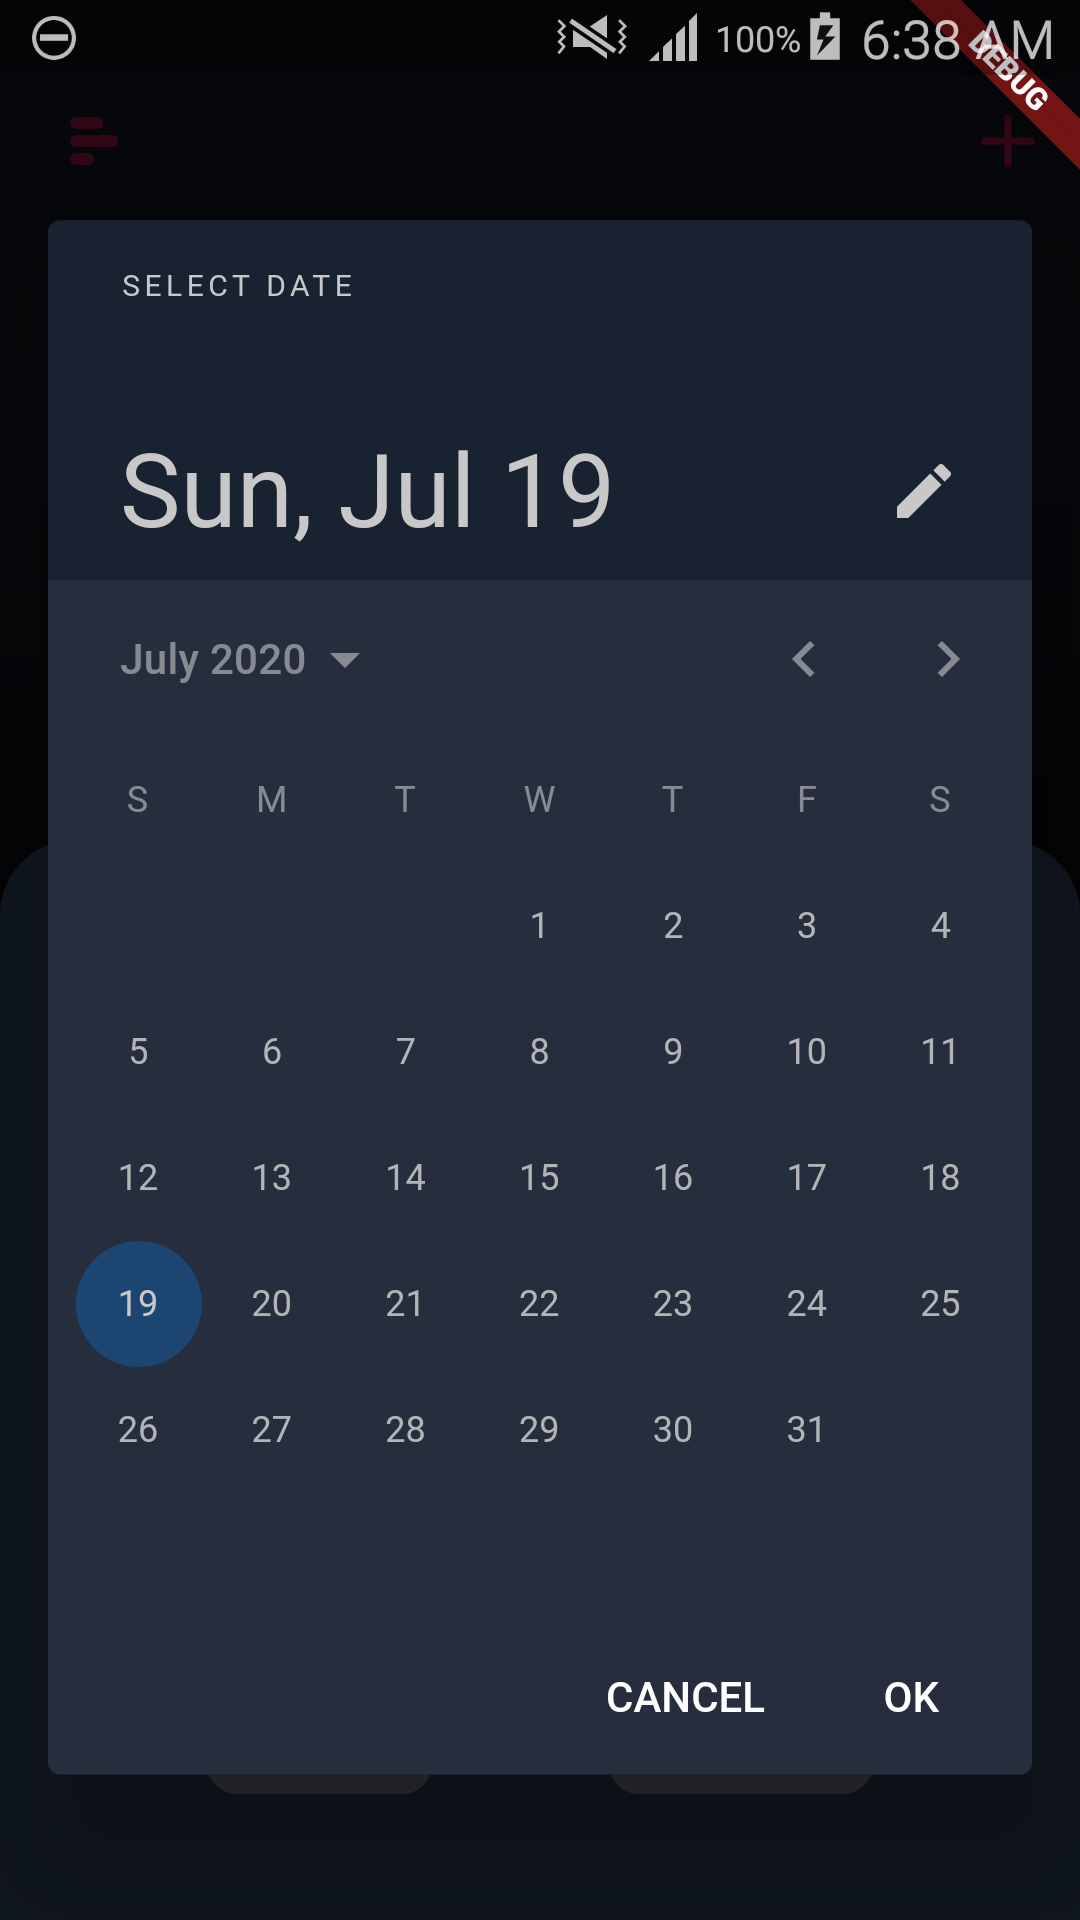 100% 6:38 AM
DEBUG
SELECT DATE
Sun, Jul 19
July 2020
S M T W T F S
1 2 3 4
5 6 7 8 9 10 11
12 13 14 15 16 17 18
19 20 21 22 23 24 25
26 27 28 29 30 31
CANCEL OK